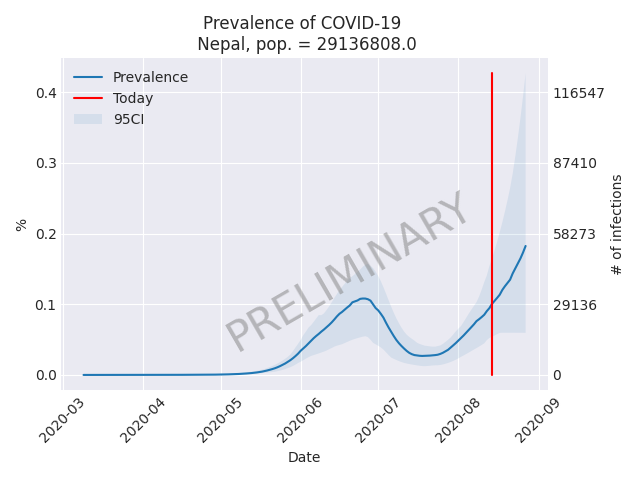 Prevalence of COVID-19
Nepal, pop. = 29136808.0
Prevalence
Today
95CI
PRELIMINARY
%
0.4
0.3
0.2
0.1
0.0
116547
87410
58273
29136
0
# of infections
2020-03
2020-04
2020-05
2020-06
2020-07
2020-08
2020-09
Date